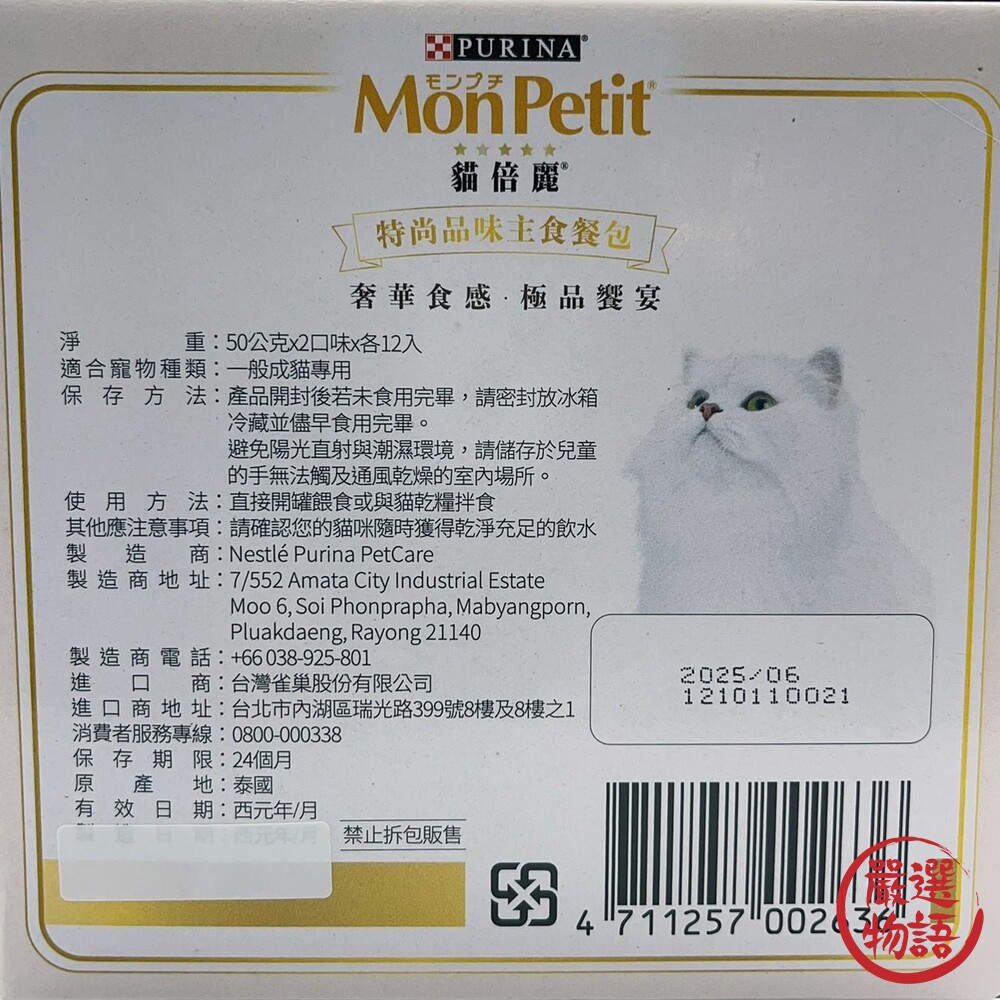 PURINA®
モンプチ
MonPetit®
貓倍麗®
特尚品味主食餐包
奢華食感·極品饗宴
淨重：50公克x2口味x各12入
適合寵物種類：一般成貓專用
保存方法：產品開封後若未食用完畢，請密封放冰箱
冷藏並儘早食用完畢。
避免陽光直射與潮濕環境，請儲存於兒童
的手無法觸及通風乾燥的室內場所。
使用方法：直接開罐餵食或與貓乾糧拌食
其他應注意事項：請確認您的貓咪隨時獲得乾淨充足的飲水
製造商：Nestlé Purina PetCare
製造商地址：7/552 Amata City Industrial Estate
Moo 6, Soi Phonprapha, Mabyangporn,
Pluakdaeng, Rayong 21140
製造商電話：+66 038-925-801
進口商：台灣雀巢股份有限公司
進口商地址：台北市內湖區瑞光路399號8樓及8樓之1
消費者服務專線：0800-000338
保存期限：24個月
原產地：泰國
有效日期：西元年/月
製造日期：西元年/月
禁止拆包販售
2025/06
1210110021
4 711257 002636
嚴選
物語